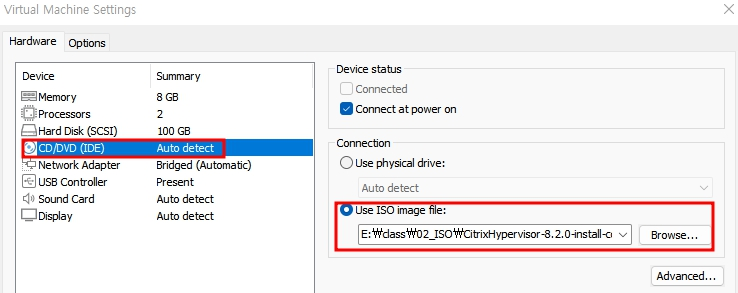 Virtual Machine Settings
Hardware Options
Device Summary
Memory 8 GB
Processors 2
Hard Disk (SCSI) 100 GB
CD/DVD (IDE) Auto detect
Network Adapter Bridged (Automatic)
USB Controller Present
Sound Card Auto detect
Display Auto detect
Device status
Connected
Connect at power on
Connection
Use physical drive:
Auto detect
Use ISO image file:
E:₩class₩02_ISO₩CitrixHypervisor-8.2.0-install-c
Browse...
Advanced...